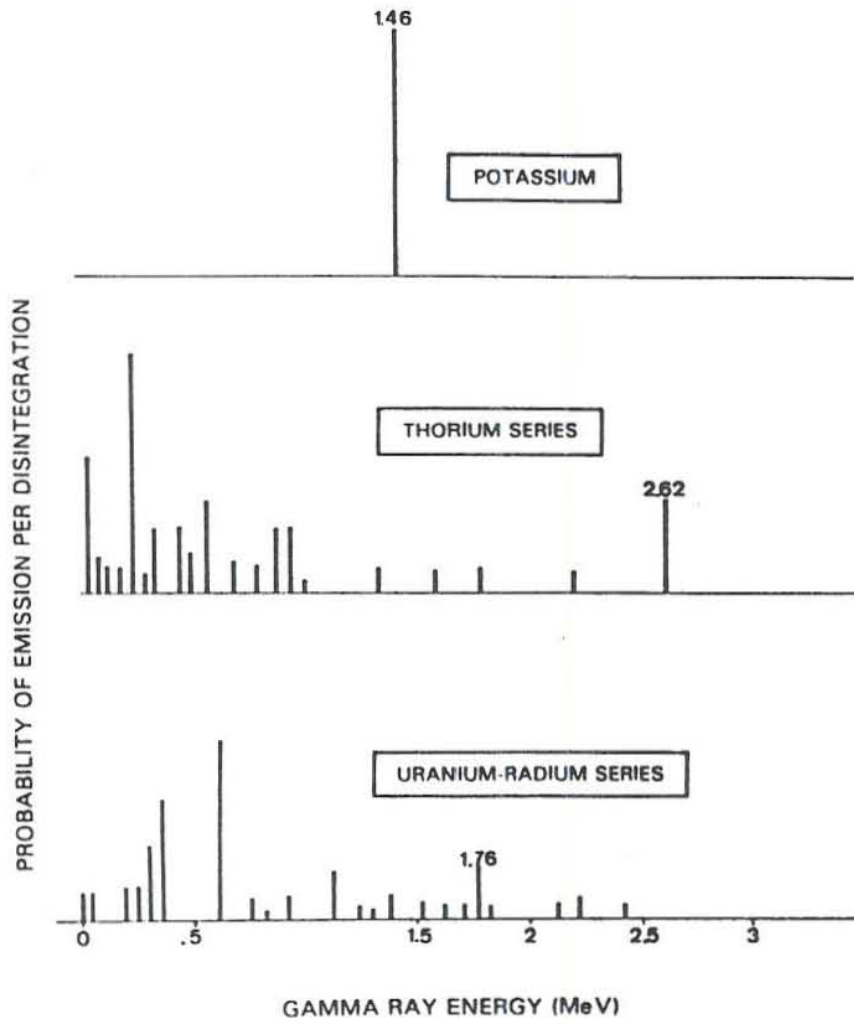 1.46
POTASSIUM
THORIUM SERIES
2.62
URANIUM-RADIUM SERIES
1.76
0 .5 1.5 2 2.5 3
GAMMA RAY ENERGY (MeV)
PROBABILITY OF EMISSION PER DISINTEGRATION